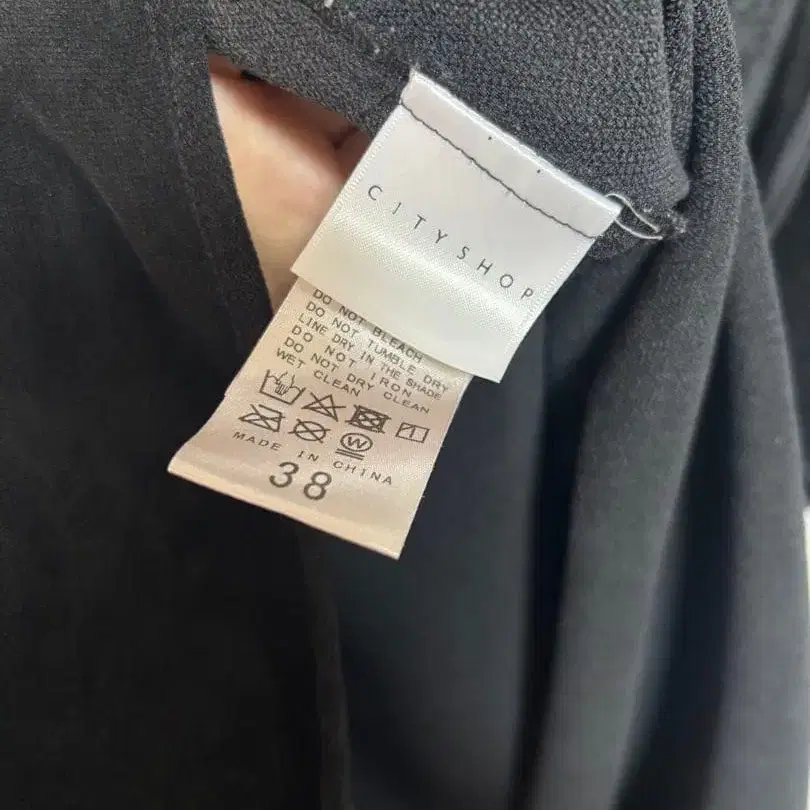 CITYSHOP
DO NOT BLEACH
DO NOT TUMBLE DRY
LINE DRY IN THE SHADE
DO NOT IRON
DO NOT DRY CLEAN
WET CLEAN
W
MADE IN CHINA
38